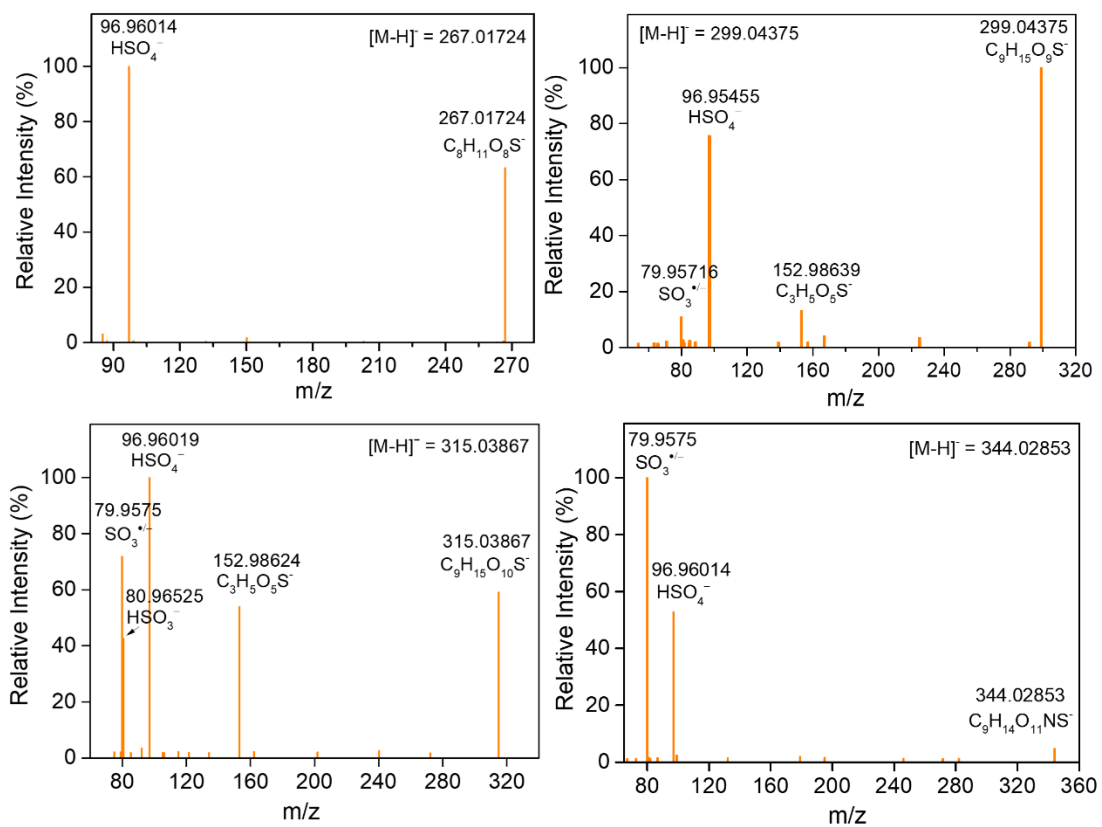 96.96014
HSO₄⁻
[M-H]⁻ = 267.01724
267.01724
C₈H₁₁O₈S⁻
100
80
60
40
20
0
Relative Intensity (%)
90 120 150 180 210 240 270
m/z
[M-H]⁻ = 299.04375
299.04375
C₉H₁₅O₉S⁻
96.95455
HSO₄⁻
79.95716
SO₃•/⁻
152.98639
C₃H₅O₅S⁻
100
80
60
40
20
0
Relative Intensity (%)
80 120 160 200 240 280 320
m/z
96.96019
HSO₄⁻
[M-H]⁻ = 315.03867
79.9575
SO₃•/⁻
80.96525
HSO₃⁻
152.98624
C₃H₅O₅S⁻
315.03867
C₉H₁₅O₁₀S⁻
100
80
60
40
20
0
Relative Intensity (%)
80 120 160 200 240 280 320
m/z
79.9575
SO₃•/⁻
[M-H]⁻ = 344.02853
96.96014
HSO₄⁻
344.02853
C₉H₁₄O₁₁NS⁻
100
80
60
40
20
0
Relative Intensity (%)
80 120 160 200 240 280 320 360
m/z